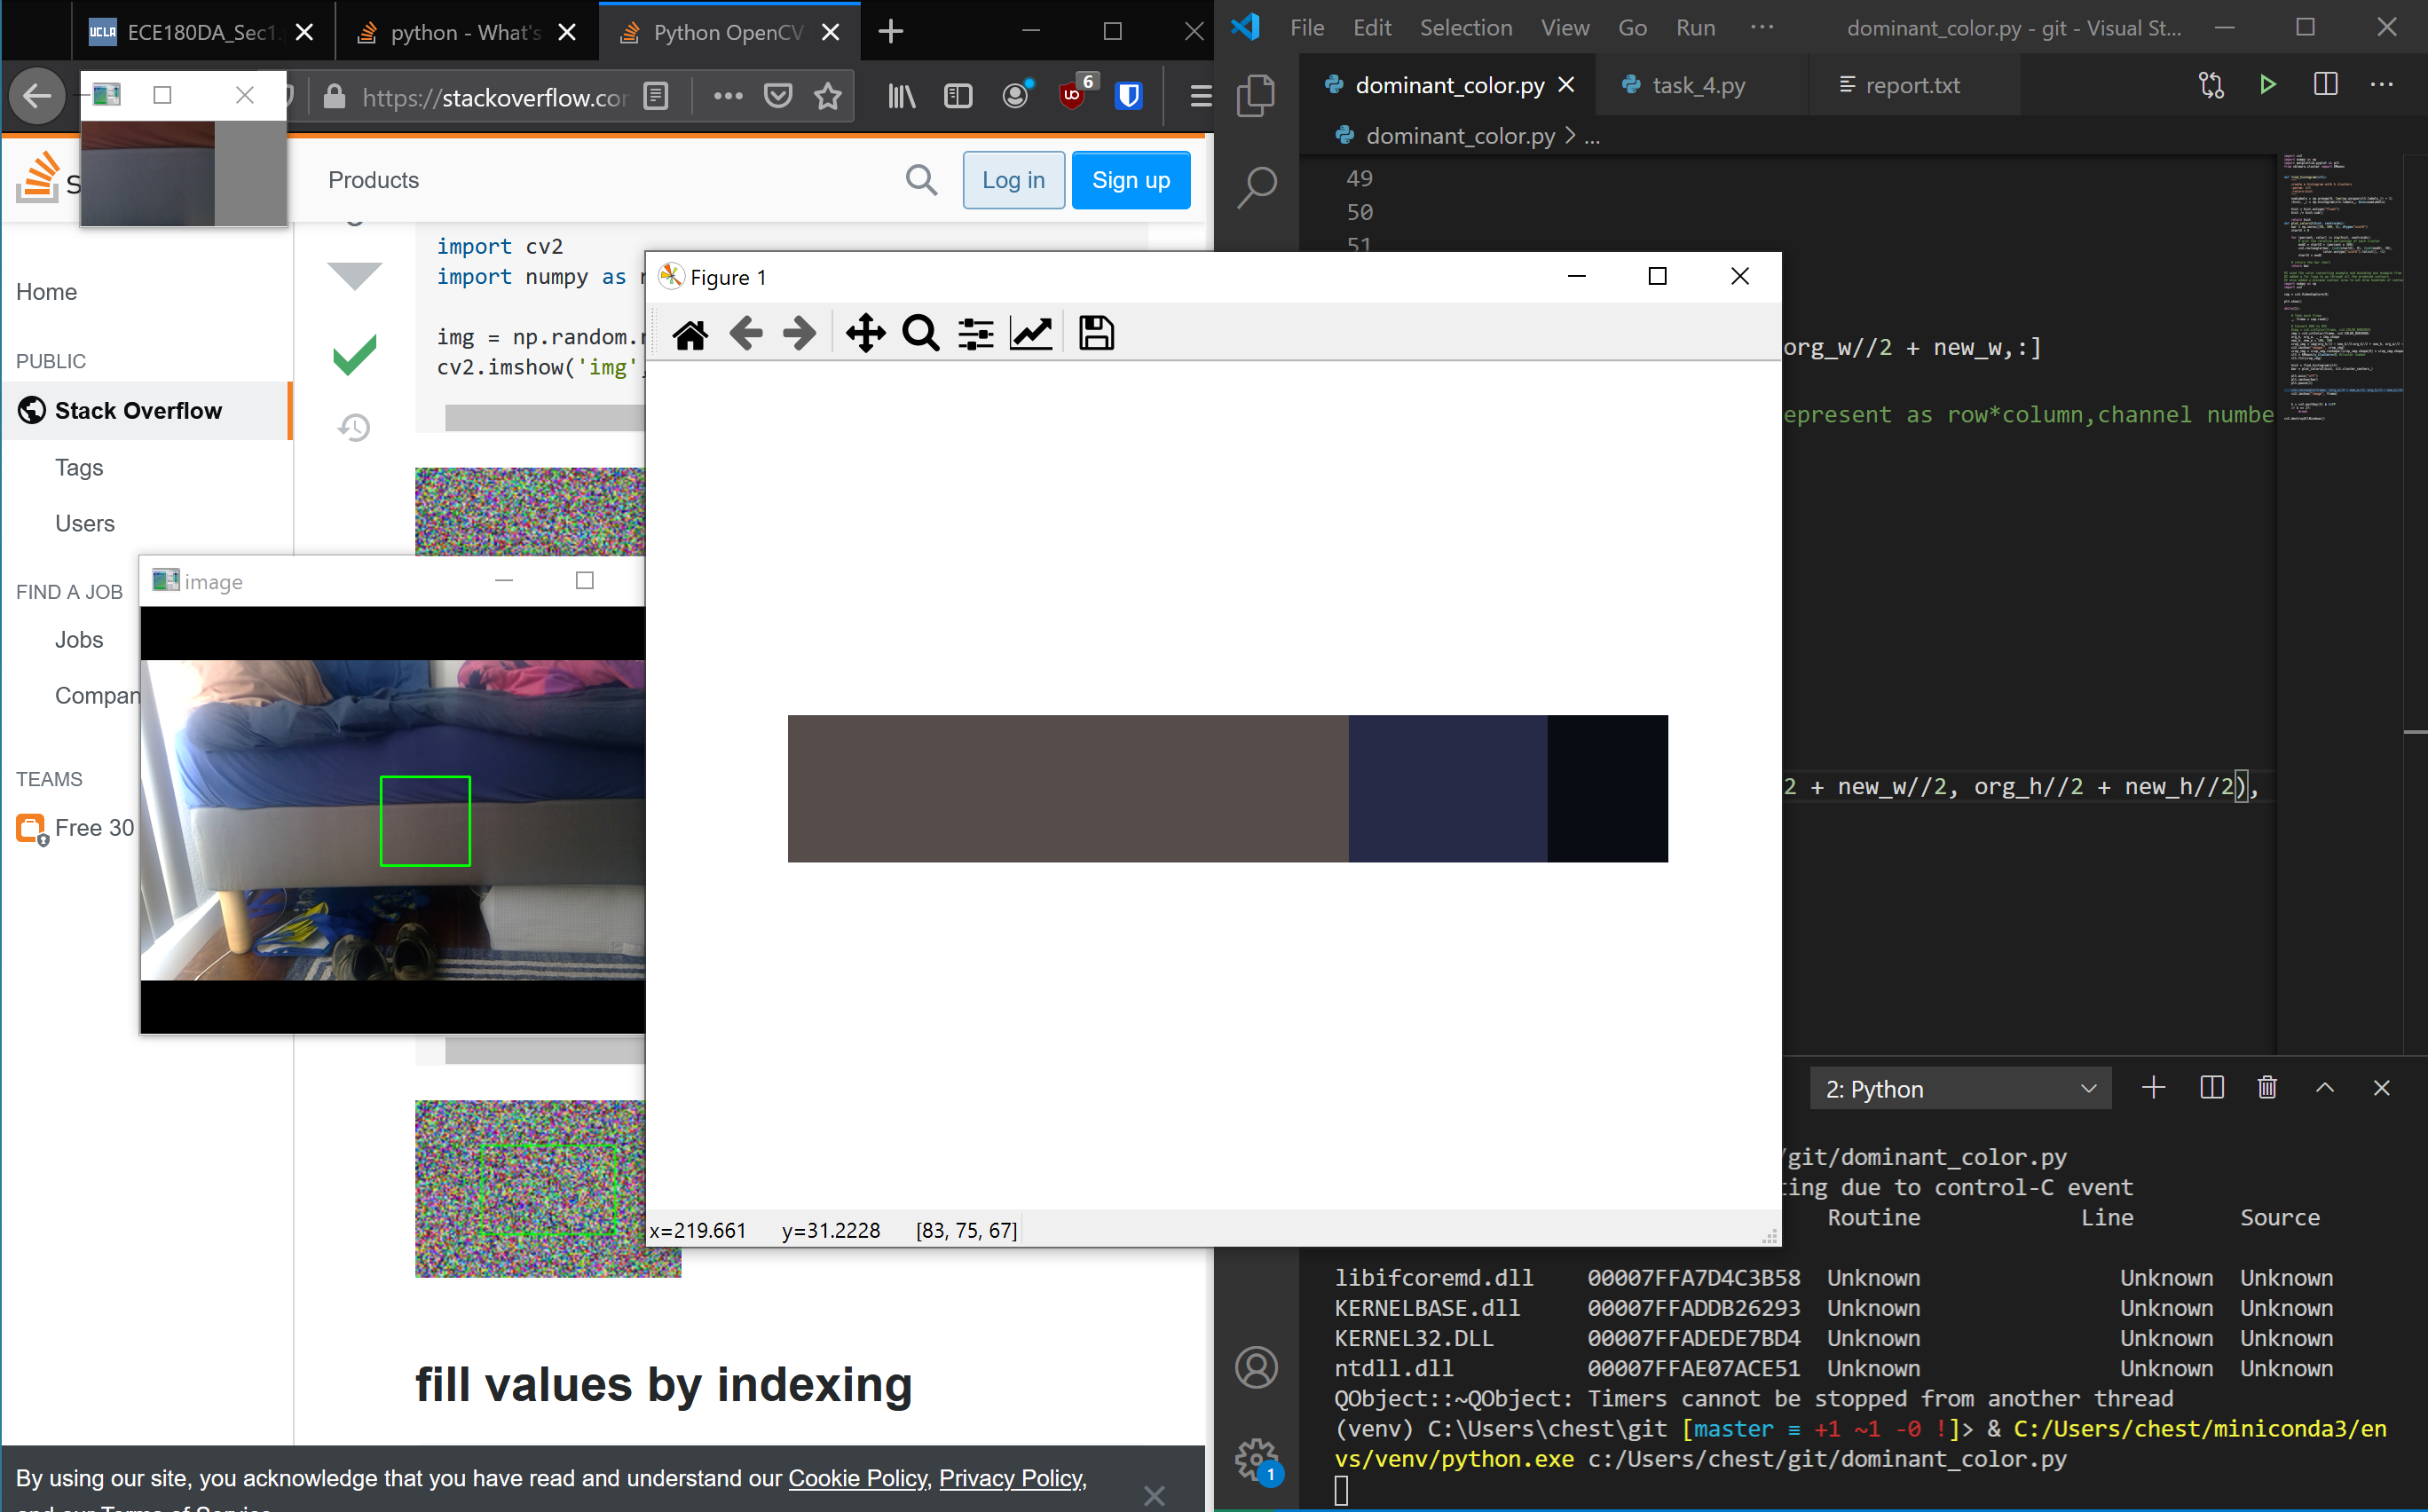 ECE180DA_Sec1.
python - What's
Python OpenCV
https://stackoverflow.com
6
Products
Log in
Sign up
Home
PUBLIC
Stack Overflow
Tags
Users
FIND A JOB
Jobs
Compan
TEAMS
Free 30
import cv2
import numpy as
img = np.random.r
cv2.imshow('img',
image
Figure 1
x=219.661 y=31.2228 [83, 75, 67]
fill values by indexing
By using our site, you acknowledge that you have read and understand our Cookie Policy, Privacy Policy,
File Edit Selection View Go Run ··· dominant_color.py - git - Visual St...
dominant_color.py task_4.py report.txt
dominant_color.py > ...
49
50
51
org_w//2 + new_w,:]
epresent as row*column,channel numbe
2 + new_w//2, org_h//2 + new_h//2),
2: Python
/git/dominant_color.py
ting due to control-C event
Routine Line Source
libifcoremd.dll 00007FFA7D4C3B58 Unknown Unknown Unknown
KERNELBASE.dll 00007FFADDB26293 Unknown Unknown Unknown
KERNEL32.DLL 00007FFADEDE7BD4 Unknown Unknown Unknown
ntdll.dll 00007FFAE07ACE51 Unknown Unknown Unknown
QObject::~QObject: Timers cannot be stopped from another thread
(venv) C:\Users\chest\git [master ≡ +1 ~1 -0 !]> & C:/Users/chest/miniconda3/en
vs/venv/python.exe c:/Users/chest/git/dominant_color.py
1